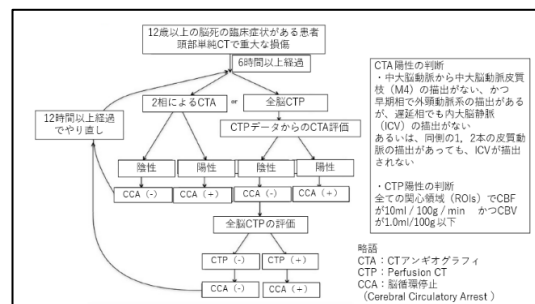 12歳以上の脳死の臨床症状がある患者
頭部単純CTで重大な損傷
6時間以上経過
12時間以上経過
でやり直し
2相によるCTA
or
全脳CTP
CTPデータからのCTA評価
陰性
陽性
陰性
陽性
CCA (-)
CCA (+)
CCA (-)
CCA (+)
全脳CTPの評価
CTP (-)
CTP (+)
CCA (-)
CCA (+)
CTA陽性の判断
・中大脳動脈から中大脳動脈皮質
枝（M4）の描出がない、かつ
早期相で外頸動脈系の描出がある
が、遅延相でも内大脳静脈
（ICV）の描出がない
あるいは、同側の1, 2本の皮質動
脈の描出があっても、ICVが描出
されない
・CTP陽性の判断
全ての関心領域（ROIs）でCBF
が10ml / 100g / min　かつCBV
が1.0ml/100g以下
略語
CTA：CTアンギオグラフィ
CTP：Perfusion CT
CCA：脳循環停止
（Cerebral Circulatory Arrest）